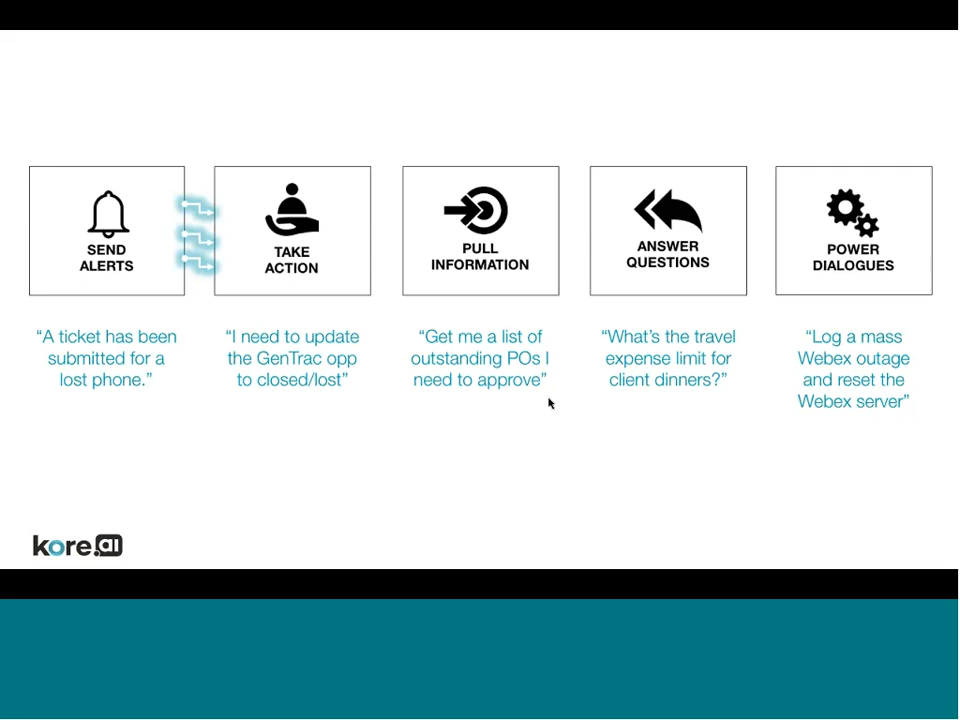 SEND
ALERTS
TAKE
ACTION
PULL
INFORMATION
ANSWER
QUESTIONS
POWER
DIALOGUES
“A ticket has been
submitted for a
lost phone.”
“I need to update
the GenTrac opp
to closed/lost”
“Get me a list of
outstanding POs I
need to approve”
“What’s the travel
expense limit for
client dinners?”
“Log a mass
Webex outage
and reset the
Webex server”
kore.ai